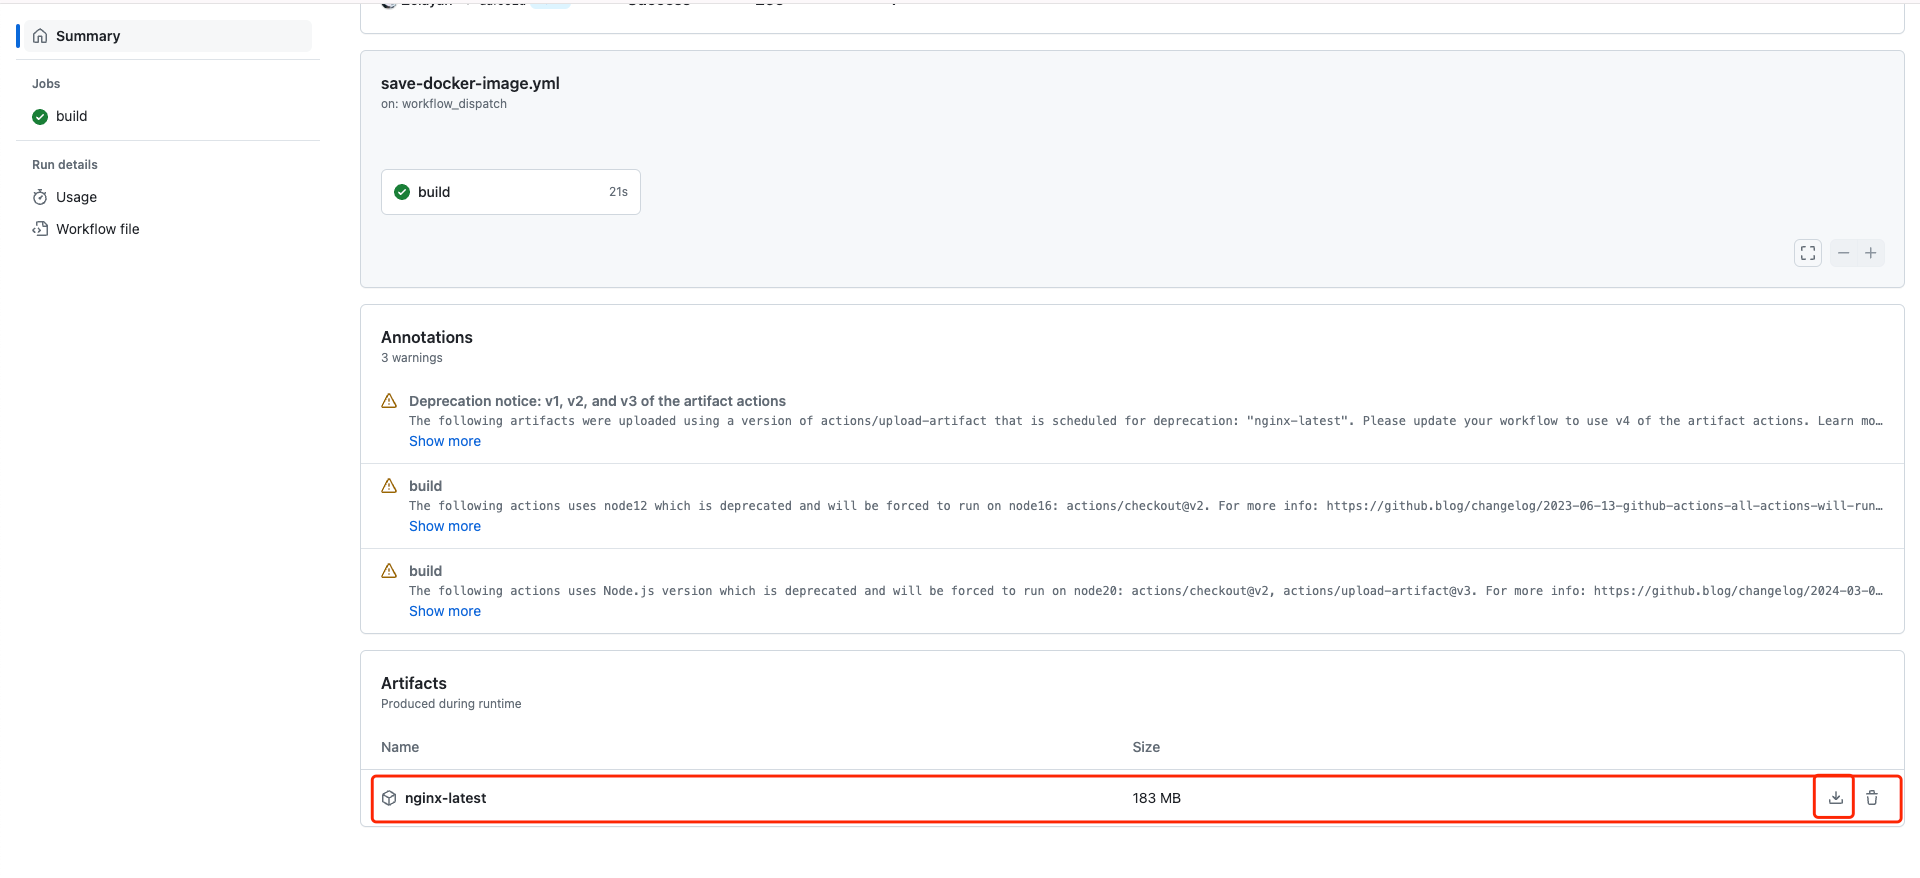 Summary
Jobs
build
Run details
Usage
Workflow file
save-docker-image.yml
on: workflow_dispatch
build 21s
Annotations
3 warnings
Deprecation notice: v1, v2, and v3 of the artifact actions
The following artifacts were uploaded using a version of actions/upload-artifact that is scheduled for deprecation: "nginx-latest". Please update your workflow to use v4 of the artifact actions. Learn mo…
Show more
build
The following actions uses node12 which is deprecated and will be forced to run on node16: actions/checkout@v2. For more info: https://github.blog/changelog/2023-06-13-github-actions-all-actions-will-run…
Show more
build
The following actions uses Node.js version which is deprecated and will be forced to run on node20: actions/checkout@v2, actions/upload-artifact@v3. For more info: https://github.blog/changelog/2024-03-0…
Show more
Artifacts
Produced during runtime
Name Size
nginx-latest 183 MB